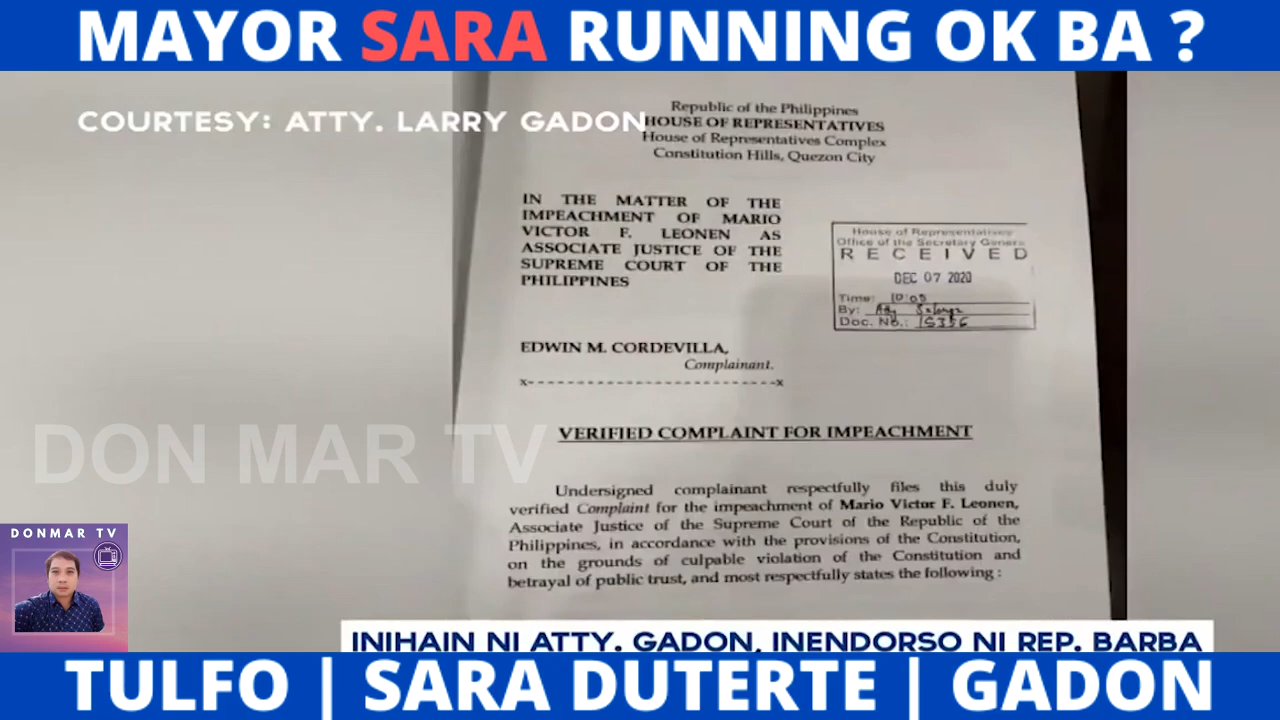 MAYOR SARA RUNNING OK BA ?
COURTESY: ATTY. LARRY GADON
Republic of the Philippines
HOUSE OF REPRESENTATIVES
House of Representatives Complex
Constitution Hills, Quezon City
IN THE MATTER OF THE
IMPEACHMENT OF MARIO
VICTOR F. LEONEN AS
ASSOCIATE JUSTICE OF THE
SUPREME COURT OF THE
PHILIPPINES
House of Representatives
Office of the Secretary Genera
RECEIVED
DEC 07 2020
Time: 10:05
By: Atty
Doc. No.: 15356
EDWIN M. CORDEVILLA,
Complainant.
x-------------------------x
VERIFIED COMPLAINT FOR IMPEACHMENT
Undersigned complainant respectfully files this duly
verified Complaint for the impeachment of Mario Victor F. Leonen,
Associate Justice of the Supreme Court of the Republic of the
Philippines, in accordance with the provisions of the Constitution,
on the grounds of culpable violation of the Constitution and
betrayal of public trust, and most respectfully states the following :
DON MAR TV
DONMAR TV
INIHAIN NI ATTY. GADON, INENDORSO NI REP. BARBA
TULFO | SARA DUTERTE | GADON